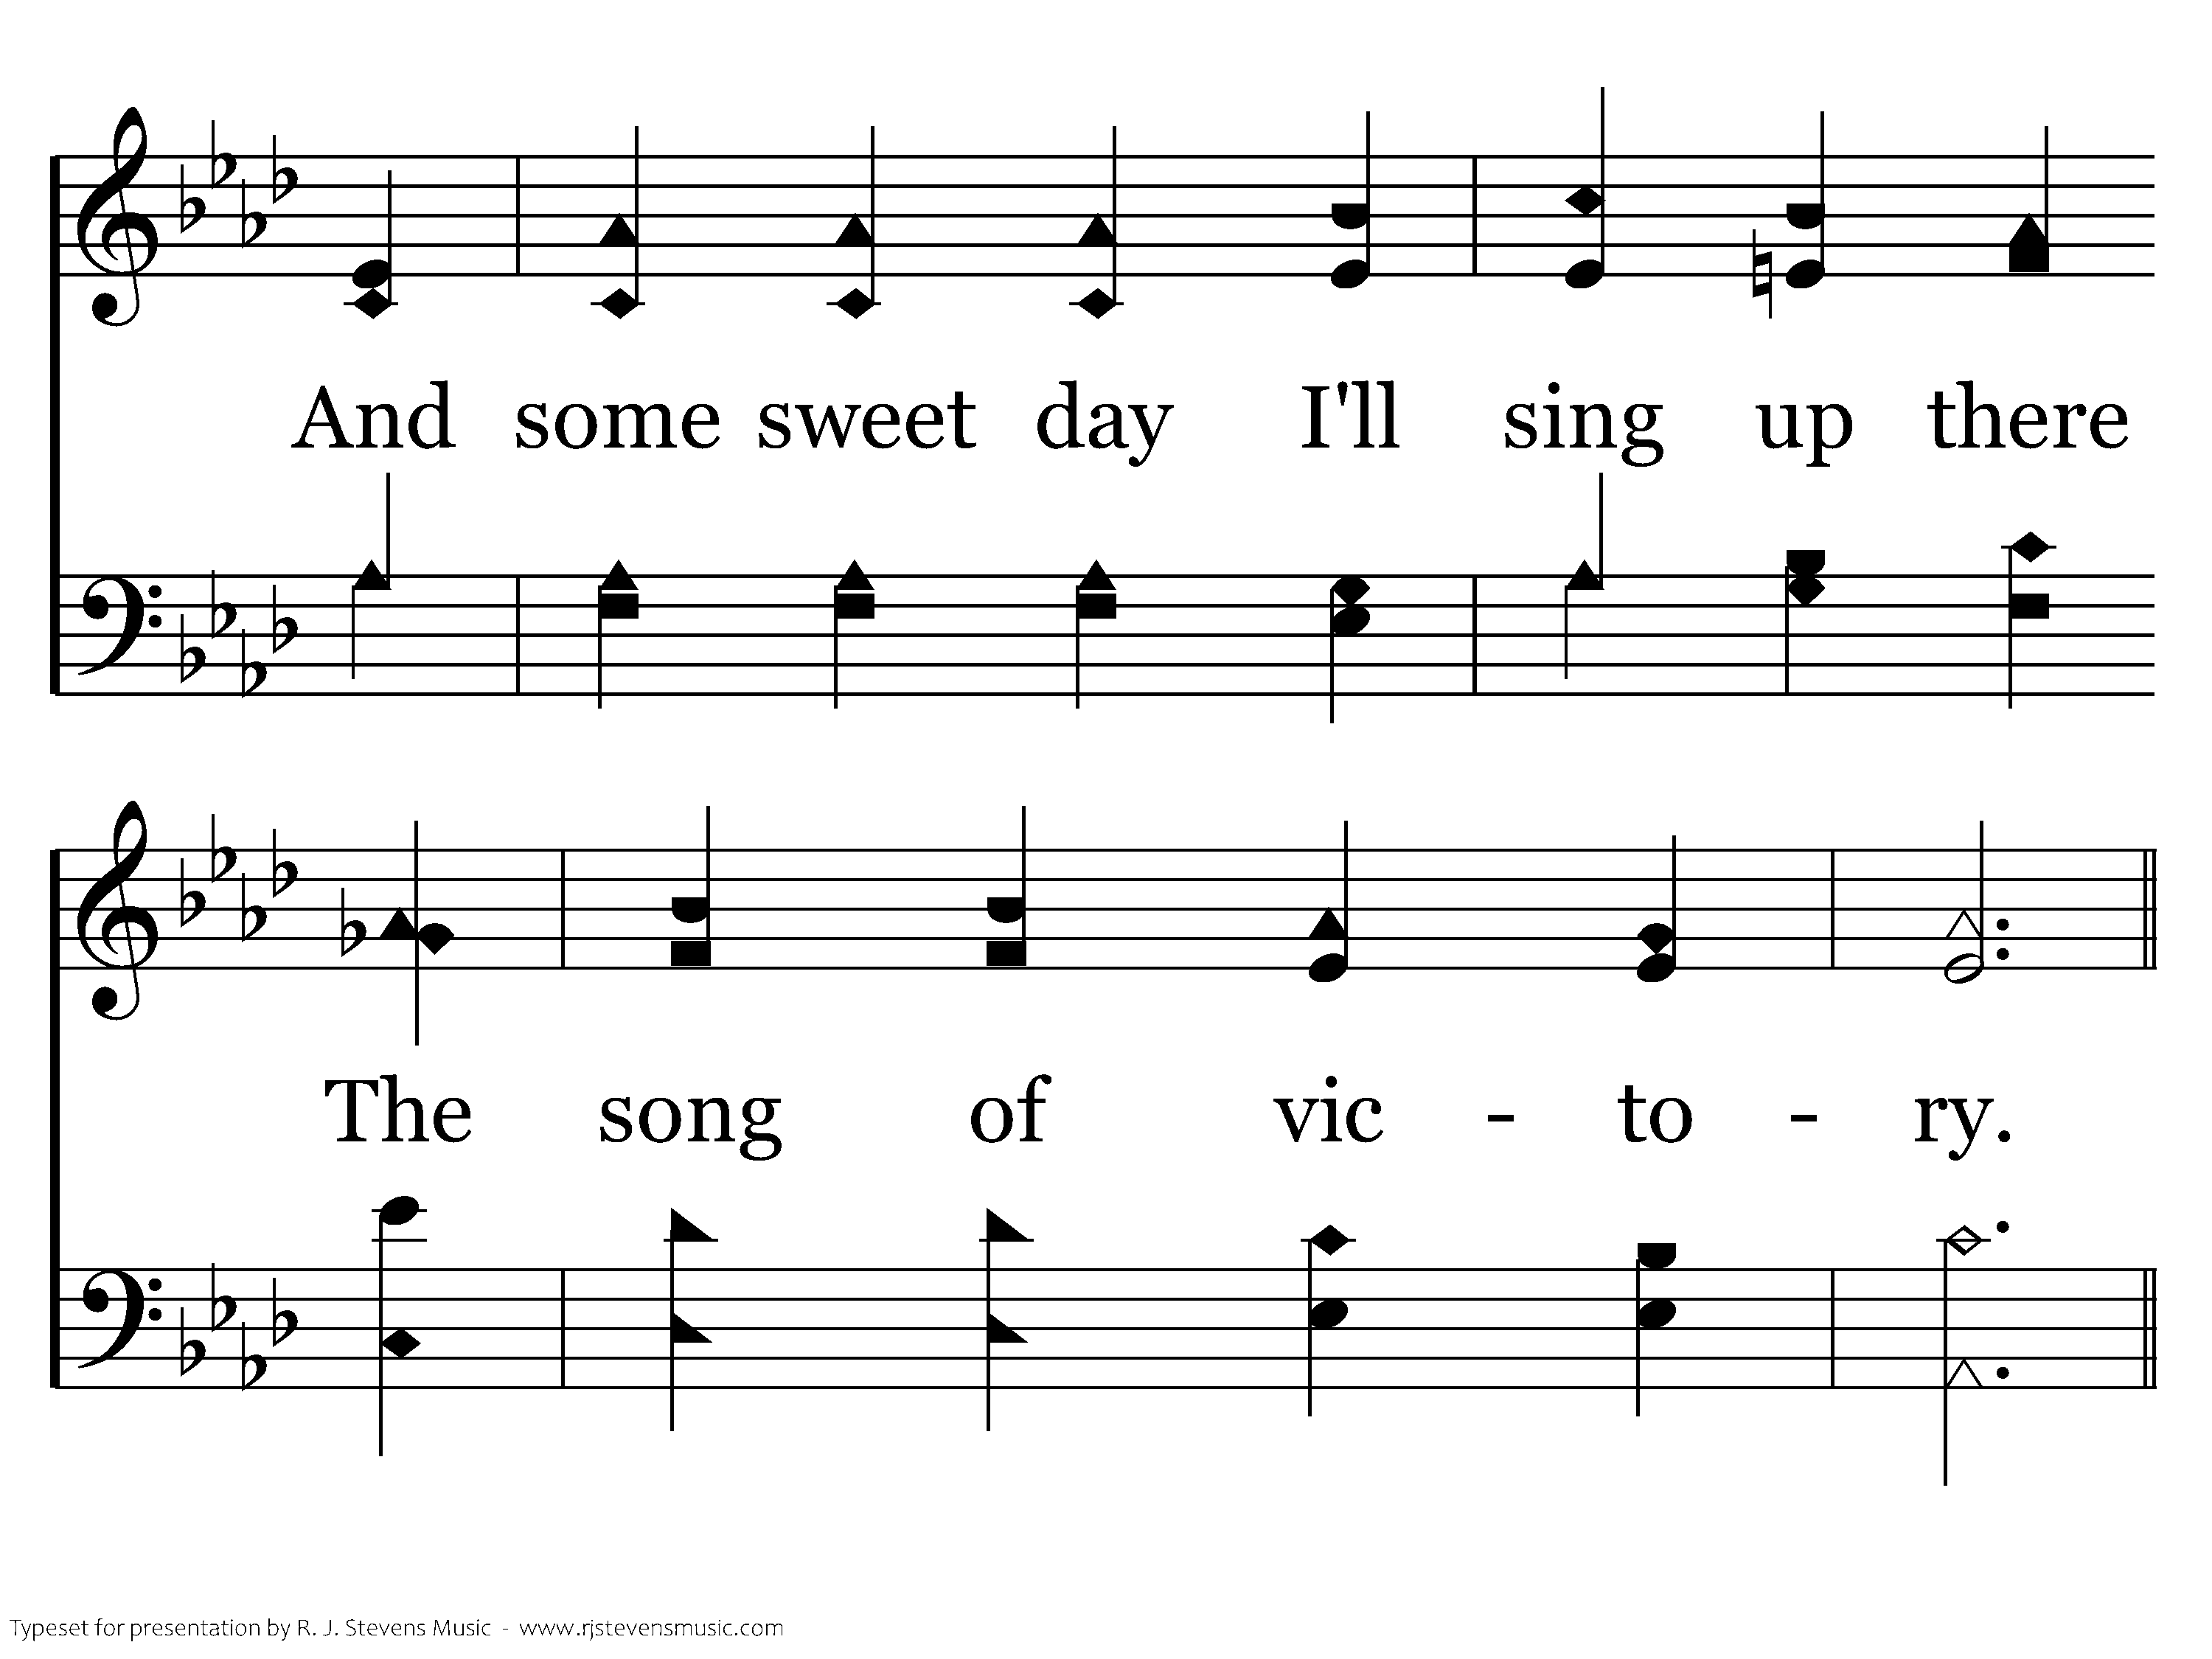 And some sweet day I'll sing up there
The song of vic - to - ry.
Typeset for presentation by R. J. Stevens Music - www.rjstevensmusic.com